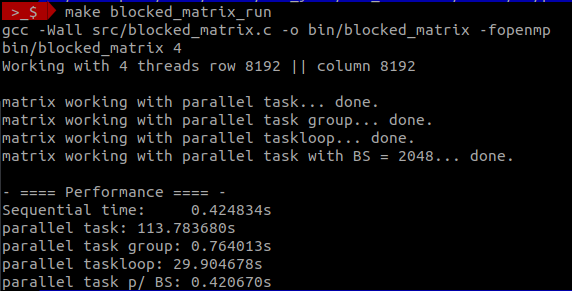 >_$ make blocked_matrix_run
gcc -Wall src/blocked_matrix.c -o bin/blocked_matrix -fopenmp
bin/blocked_matrix 4
Working with 4 threads row 8192 || column 8192
matrix working with parallel task... done.
matrix working with parallel task group... done.
matrix working with parallel taskloop... done.
matrix working with parallel task with BS = 2048... done.
- ==== Performance ==== -
Sequential time:     0.424834s
parallel task: 113.783680s
parallel task group: 0.764013s
parallel taskloop: 29.904678s
parallel task p/ BS: 0.420670s